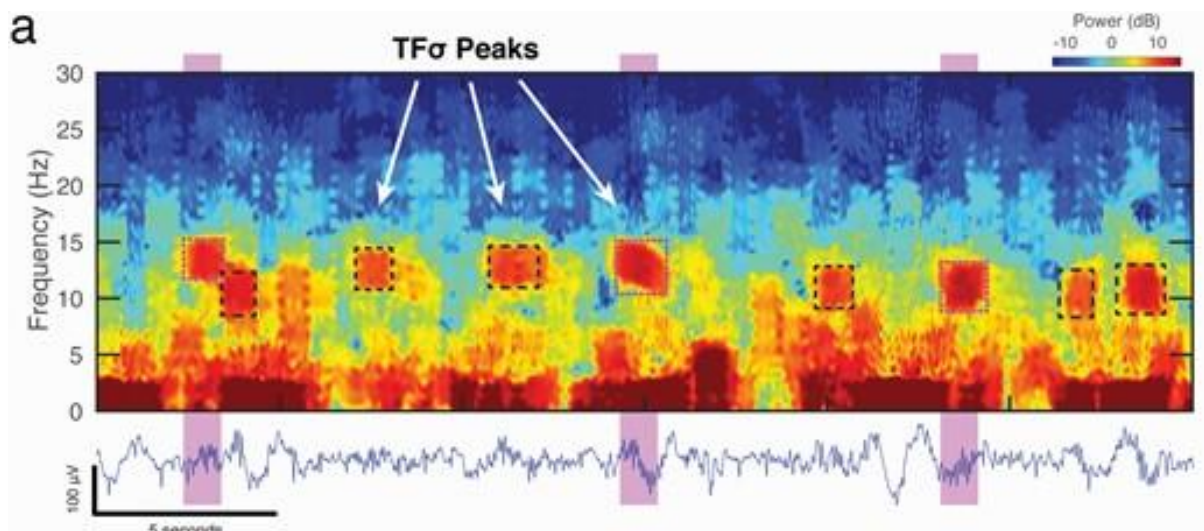 a
TFσ Peaks
Power (dB)
-10 0 10
30
25
20
15
10
5
0
Frequency (Hz)
100 µV
5 seconds